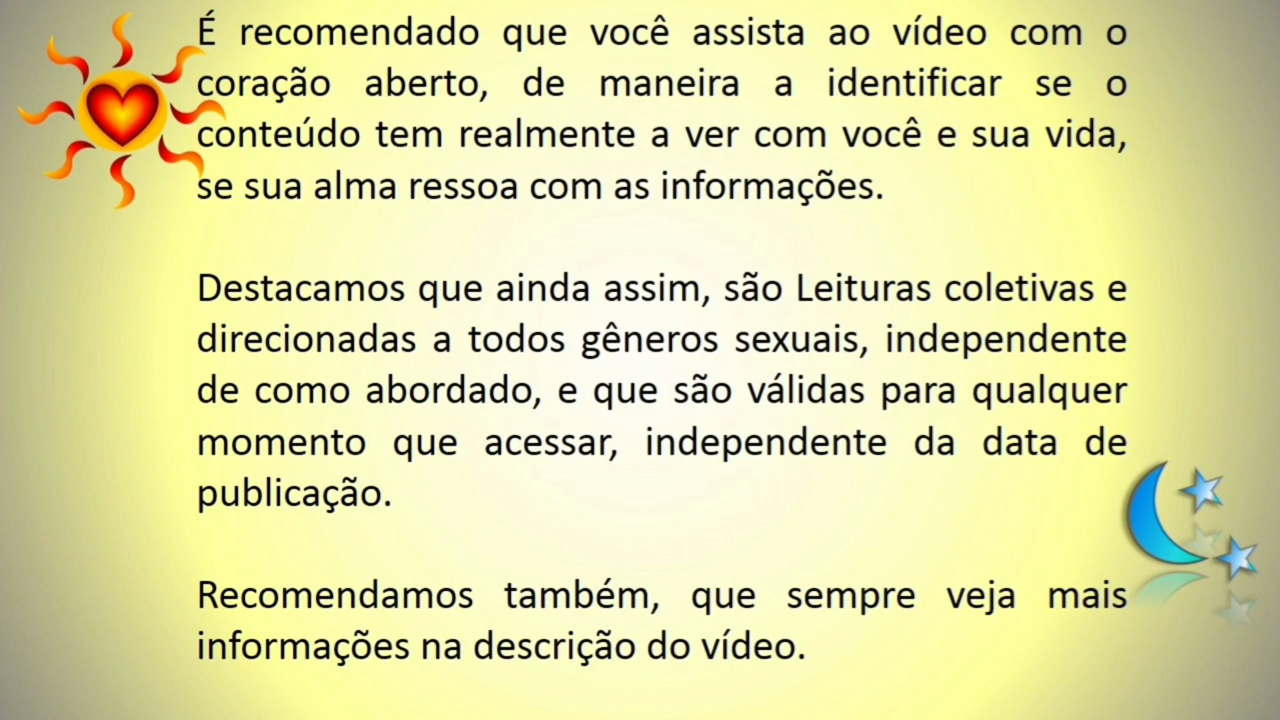 É recomendado que você assista ao vídeo com o
coração aberto, de maneira a identificar se o
conteúdo tem realmente a ver com você e sua vida,
se sua alma ressoa com as informações.
Destacamos que ainda assim, são Leituras coletivas e
direcionadas a todos gêneros sexuais, independente
de como abordado, e que são válidas para qualquer
momento que acessar, independente da data de
publicação.
Recomendamos também, que sempre veja mais
informações na descrição do vídeo.